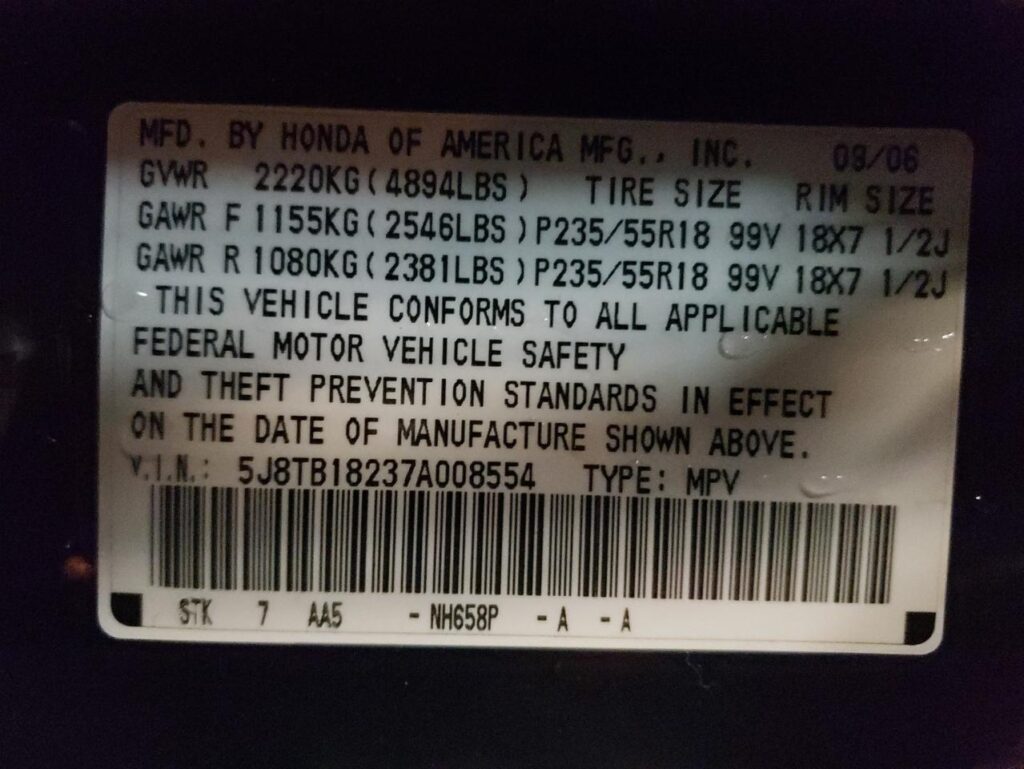 MFD. BY HONDA OF AMERICA MFG., INC. 09/06
GVWR 2220KG(4894LBS) TIRE SIZE RIM SIZE
GAWR F 1155KG(2546LBS)P235/55R18 99V 18X7 1/2J
GAWR R 1080KG(2381LBS)P235/55R18 99V 18X7 1/2J
THIS VEHICLE CONFORMS TO ALL APPLICABLE
FEDERAL MOTOR VEHICLE SAFETY
AND THEFT PREVENTION STANDARDS IN EFFECT
ON THE DATE OF MANUFACTURE SHOWN ABOVE.
V.I.N.: 5J8TB18237A008554 TYPE: MPV
STK 7 AA5 -NH658P -A -A